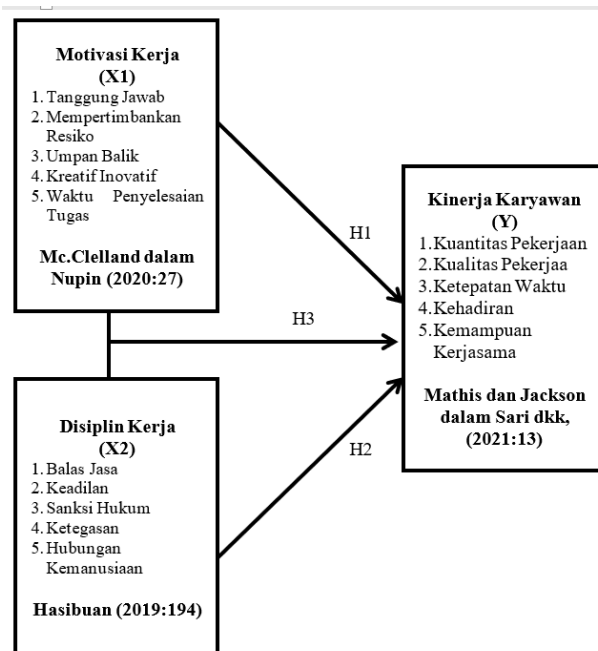 Motivasi Kerja
(X1)
1. Tanggung Jawab
2. Mempertimbankan
Resiko
3. Umpan Balik
4. Kreatif Inovatif
5. Waktu Penyelesaian
Tugas
Mc.Clelland dalam
Nupin (2020:27)
H1
H3
H2
Disiplin Kerja
(X2)
1. Balas Jasa
2. Keadilan
3. Sanksi Hukum
4. Ketegasan
5. Hubungan
Kemanusiaan
Hasibuan (2019:194)
Kinerja Karyawan
(Y)
1.Kuantitas Pekerjaan
2.Kualitas Pekerjaa
3.Ketepatan Waktu
4.Kehadiran
5.Kemampuan
Kerjasama
Mathis dan Jackson
dalam Sari dkk,
(2021:13)